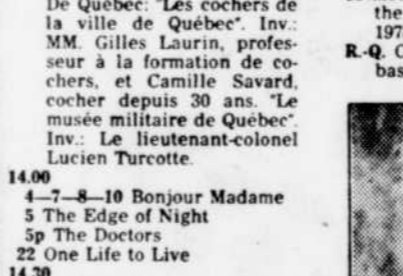 De Québec: "Les cochers de
la ville de Québec". Inv.:
MM. Gilles Laurin, profes-
seur à la formation de co-
chers, et Camille Savard,
cocher depuis 30 ans. "Le
musée militaire de Québec".
Inv.: Le lieutenant-colonel
Lucien Turcotte.
14.00
4—7—8—10 Bonjour Madame
5 The Edge of Night
5p The Doctors
22 One Life to Live
14.30
the
197
R.-Q.
bas